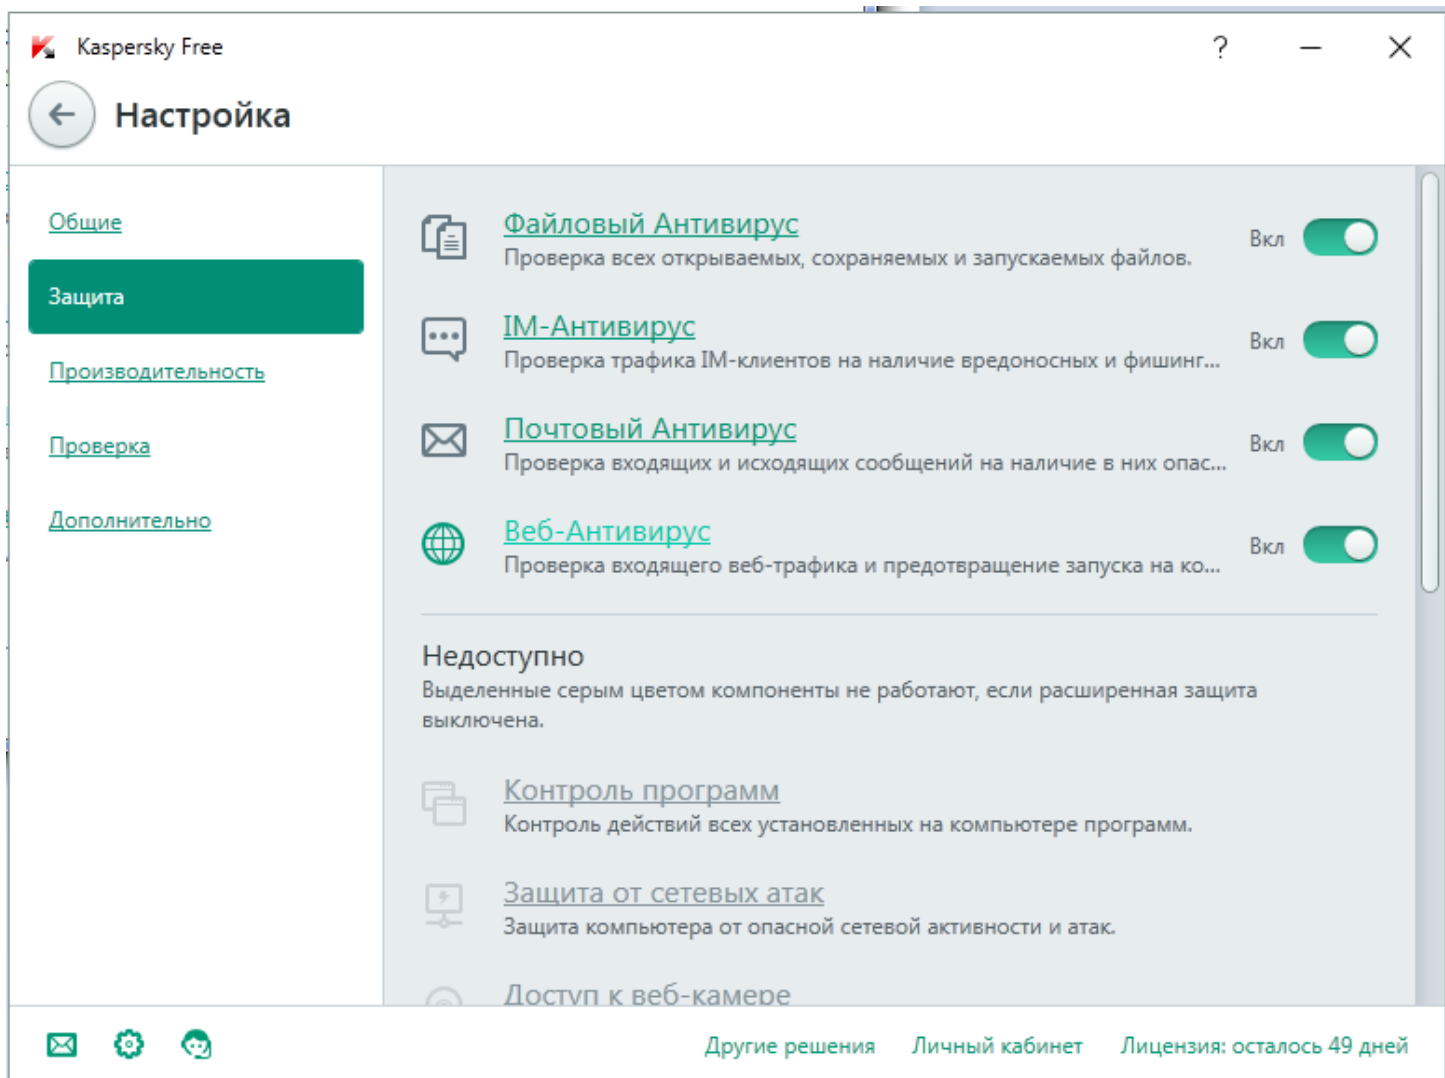 Kaspersky Free
?
Настройка
Общие
Защита
Производительность
Проверка
Дополнительно
Файловый Антивирус
Проверка всех открываемых, сохраняемых и запускаемых файлов.
Вкл
IM-Антивирус
Проверка трафика IM-клиентов на наличие вредоносных и фишинг...
Вкл
Почтовый Антивирус
Проверка входящих и исходящих сообщений на наличие в них опас...
Вкл
Веб-Антивирус
Проверка входящего веб-трафика и предотвращение запуска на ко...
Вкл
Недоступно
Выделенные серым цветом компоненты не работают, если расширенная защита
выключена.
Контроль программ
Контроль действий всех установленных на компьютере программ.
Защита от сетевых атак
Защита компьютера от опасной сетевой активности и атак.
Доступ к веб-камере
Другие решения
Личный кабинет
Лицензия: осталось 49 дней